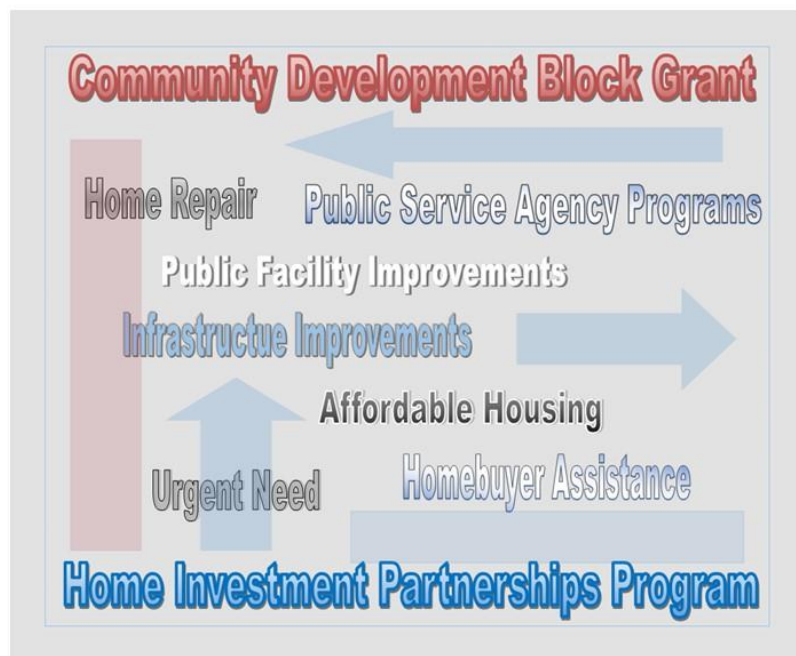 Community Development Block Grant
Home Repair
Public Service Agency Programs
Public Facility Improvements
Infrastructue Improvements
Affordable Housing
Homebuyer Assistance
Urgent Need
Home Investment Partnerships Program